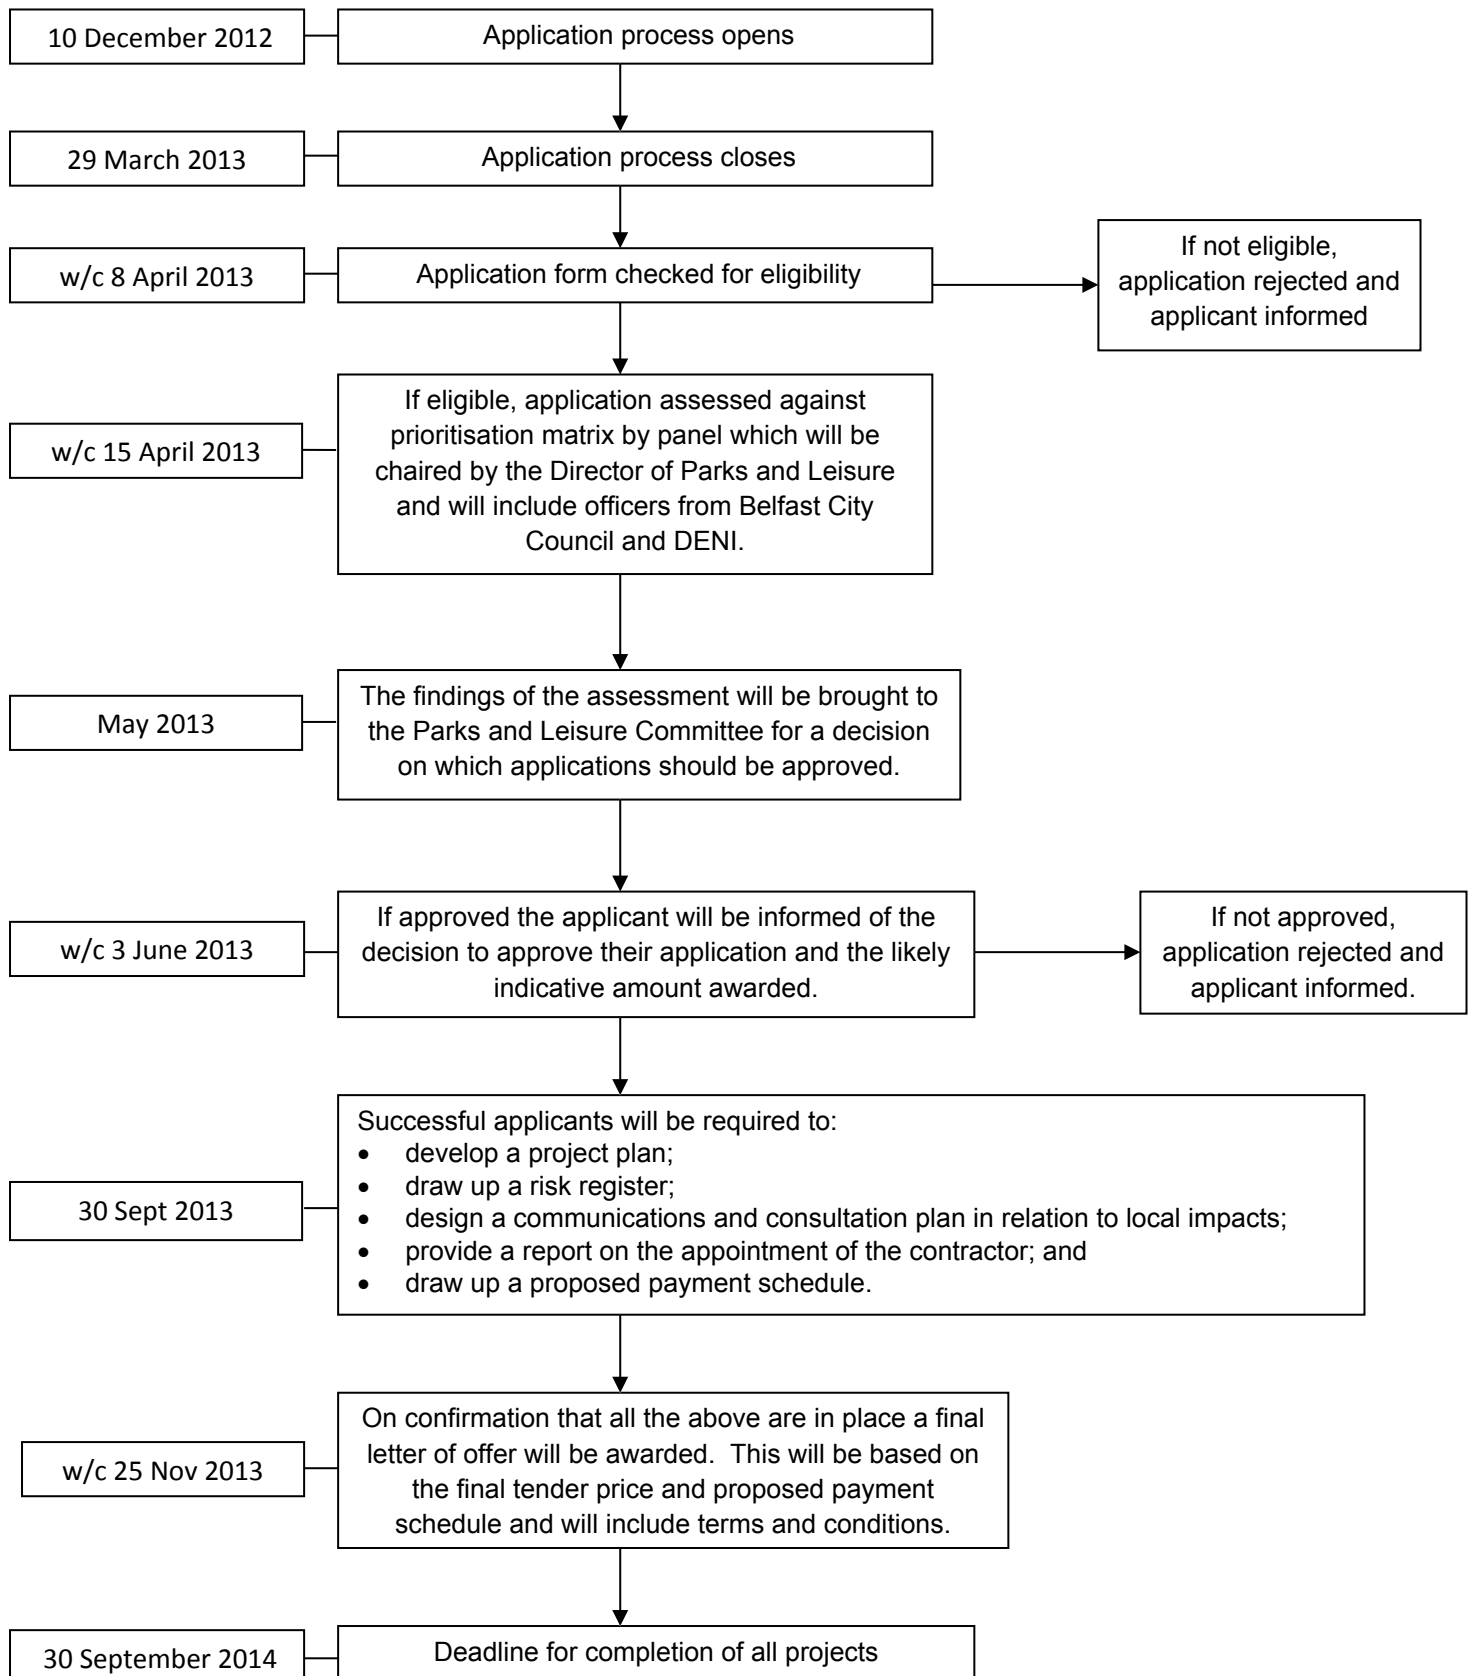 10 December 2012
Application process opens
29 March 2013
Application process closes
w/c 8 April 2013
Application form checked for eligibility
If not eligible,
application rejected and
applicant informed
w/c 15 April 2013
If eligible, application assessed against
prioritisation matrix by panel which will be
chaired by the Director of Parks and Leisure
and will include officers from Belfast City
Council and DENI.
May 2013
The findings of the assessment will be brought to
the Parks and Leisure Committee for a decision
on which applications should be approved.
w/c 3 June 2013
If approved the applicant will be informed of the
decision to approve their application and the likely
indicative amount awarded.
If not approved,
application rejected and
applicant informed.
30 Sept 2013
Successful applicants will be required to:
• develop a project plan;
• draw up a risk register;
• design a communications and consultation plan in relation to local impacts;
• provide a report on the appointment of the contractor; and
• draw up a proposed payment schedule.
w/c 25 Nov 2013
On confirmation that all the above are in place a final
letter of offer will be awarded.  This will be based on
the final tender price and proposed payment
schedule and will include terms and conditions.
30 September 2014
Deadline for completion of all projects